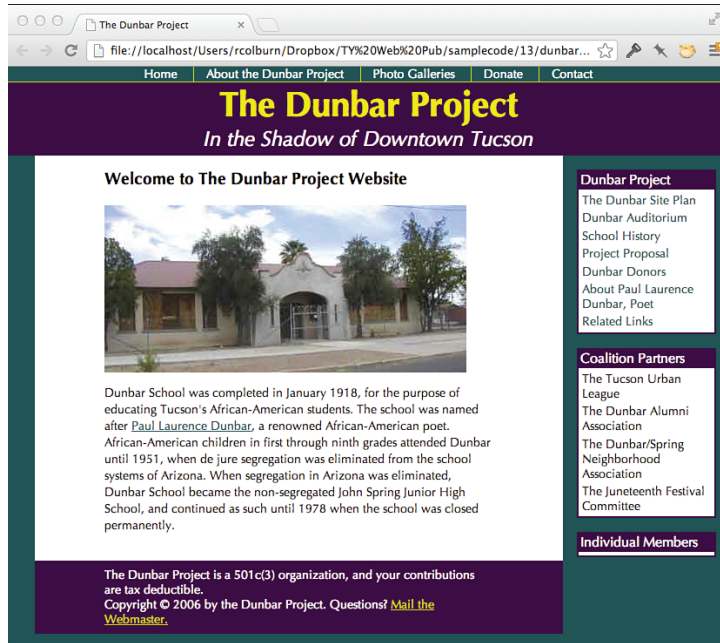 The Dunbar Project
file://localhost/Users/rcolburn/Dropbox/TY%20Web%20Pub/samplecode/13/dunbar...
Home About the Dunbar Project Photo Galleries Donate Contact
The Dunbar Project
In the Shadow of Downtown Tucson
Welcome to The Dunbar Project Website
Dunbar School was completed in January 1918, for the purpose of
educating Tucson's African-American students. The school was named
after Paul Laurence Dunbar, a renowned African-American poet.
African-American children in first through ninth grades attended Dunbar
until 1951, when de jure segregation was eliminated from the school
systems of Arizona. When segregation in Arizona was eliminated,
Dunbar School became the non-segregated John Spring Junior High
School, and continued as such until 1978 when the school was closed
permanently.
The Dunbar Project is a 501c(3) organization, and your contributions
are tax deductible.
Copyright © 2006 by the Dunbar Project. Questions? Mail the
Webmaster.
Dunbar Project
The Dunbar Site Plan
Dunbar Auditorium
School History
Project Proposal
Dunbar Donors
About Paul Laurence
Dunbar, Poet
Related Links
Coalition Partners
The Tucson Urban
League
The Dunbar Alumni
Association
The Dunbar/Spring
Neighborhood
Association
The Juneteenth Festival
Committee
Individual Members